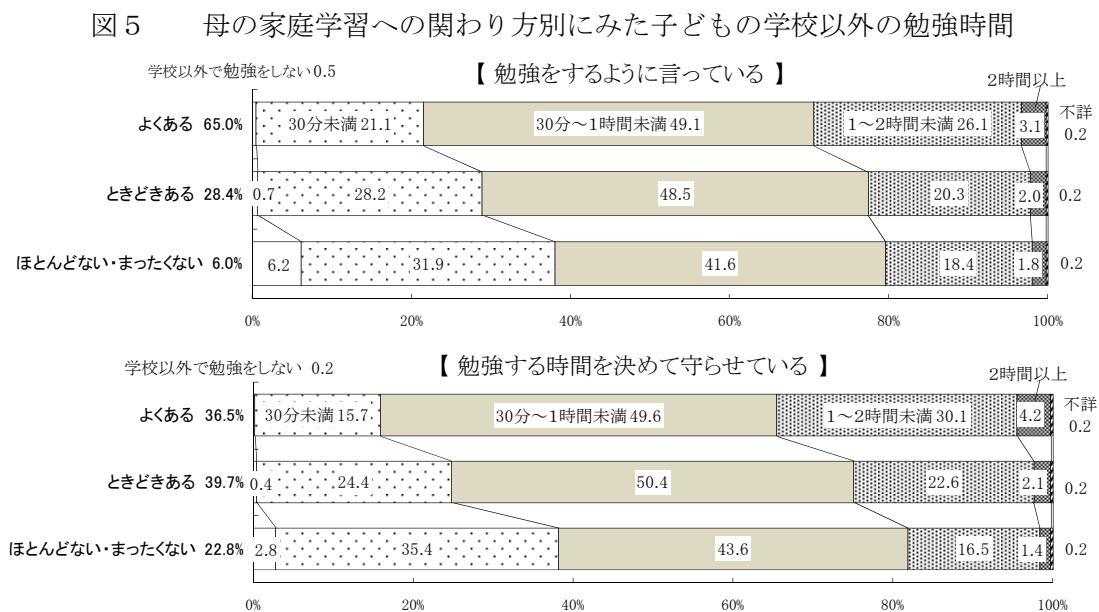 図５　母の家庭学習への関わり方別にみた子どもの学校以外の勉強時間
学校以外で勉強をしない0.5
【 勉強をするように言っている 】
2時間以上
よくある 65.0% 30分未満 21.1 30分～1時間未満 49.1 1～2時間未満 26.1 3.1 不詳
0.2
ときどきある 28.4% 0.7 28.2 48.5 20.3 2.0 0.2
ほとんどない・まったくない 6.0% 6.2 31.9 41.6 18.4 1.8 0.2
0% 20% 40% 60% 80% 100%
学校以外で勉強をしない 0.2
【 勉強する時間を決めて守らせている 】
2時間以上
よくある 36.5% 30分未満 15.7 30分～1時間未満 49.6 1～2時間未満 30.1 4.2 不詳
0.2
ときどきある 39.7% 0.4 24.4 50.4 22.6 2.1 0.2
ほとんどない・まったくない 22.8% 2.8 35.4 43.6 16.5 1.4 0.2
0% 20% 40% 60% 80% 100%